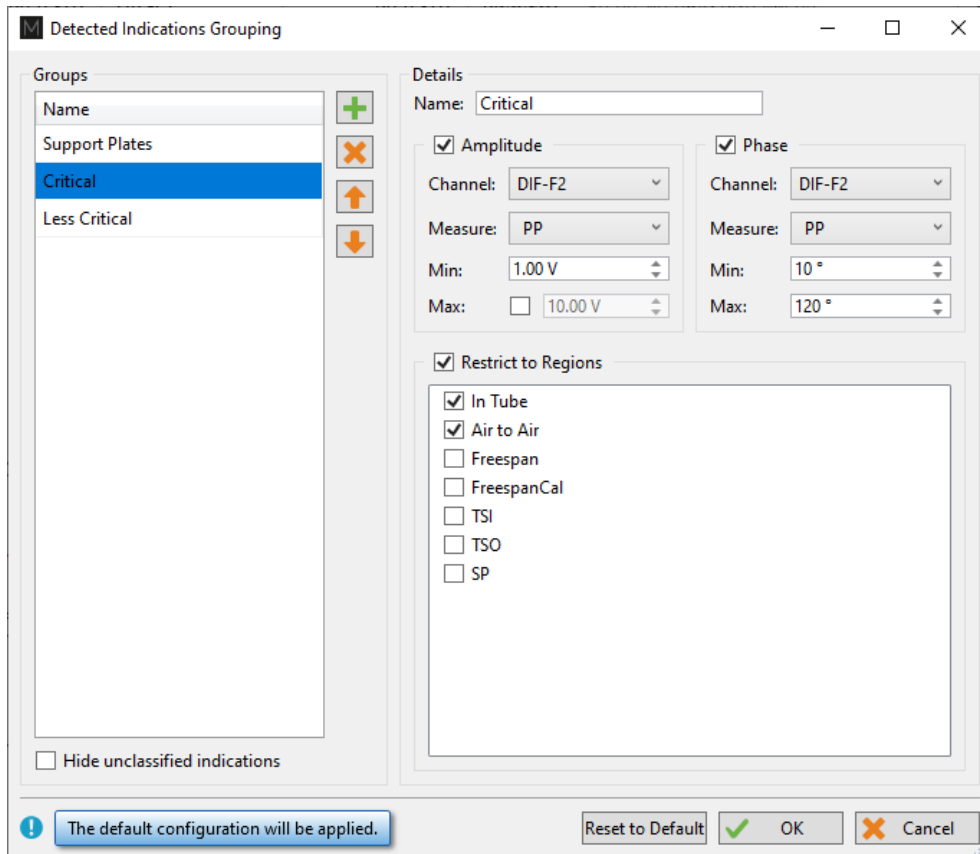 M Detected Indications Grouping
Groups
Name
Support Plates
Critical
Less Critical
Hide unclassified indications
Details
Name: Critical
Amplitude
Channel: DIF-F2
Measure: PP
Min: 1.00 V
Max: 10.00 V
Phase
Channel: DIF-F2
Measure: PP
Min: 10 °
Max: 120 °
Restrict to Regions
In Tube
Air to Air
Freespan
FreespanCal
TSI
TSO
SP
The default configuration will be applied.
Reset to Default
OK
Cancel